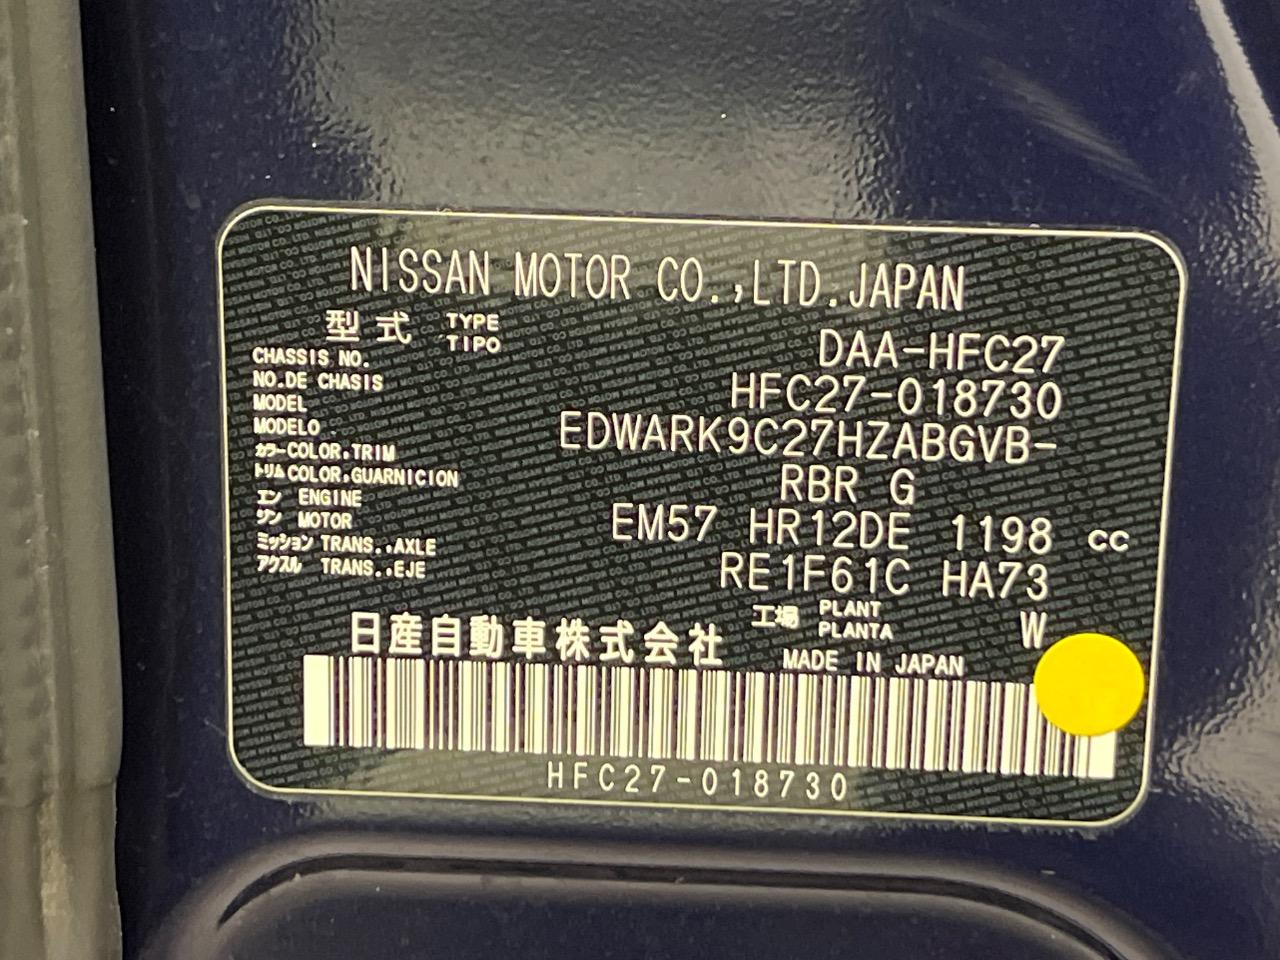 NISSAN MOTOR CO.,LTD.JAPAN
型式 TYPE TIPO DAA-HFC27
CHASSIS NO.
NO.DE CHASIS HFC27-018730
MODEL
MODELO EDWARK9C27HZABGVB-
カラー COLOR,TRIM
トリム COLOR,GUARNICION RBR G
エン ENGINE
ジン MOTOR EM57 HR12DE 1198 cc
ミッション TRANS.,AXLE
アクスル TRANS.,EJE RE1F61C HA73
工場 PLANT PLANTA W
日産自動車株式会社 MADE IN JAPAN
HFC27-018730